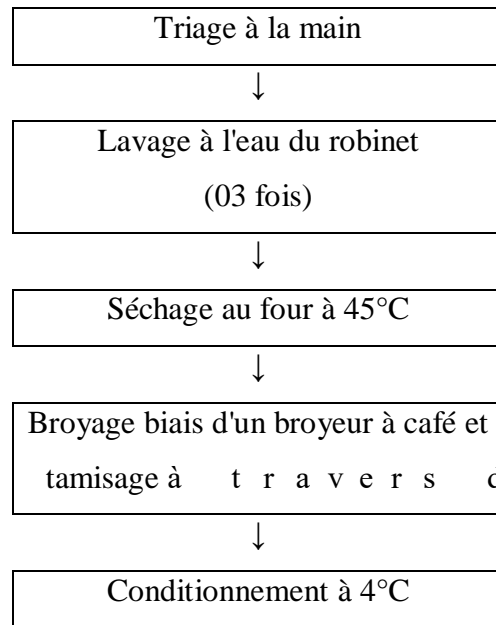 Triage à la main
↓
Lavage à l'eau du robinet
(03 fois)
↓
Séchage au four à 45°C
↓
Broyage biais d'un broyeur à café et
tamisage à t r a v e r s d
↓
Conditionnement à 4°C